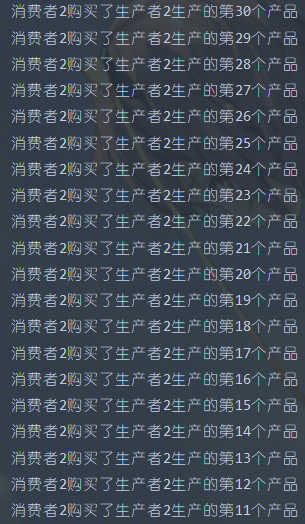 消费者2购买了生产者2生产的第30个产品
消费者2购买了生产者2生产的第29个产品
消费者2购买了生产者2生产的第28个产品
消费者2购买了生产者2生产的第27个产品
消费者2购买了生产者2生产的第26个产品
消费者2购买了生产者2生产的第25个产品
消费者2购买了生产者2生产的第24个产品
消费者2购买了生产者2生产的第23个产品
消费者2购买了生产者2生产的第22个产品
消费者2购买了生产者2生产的第21个产品
消费者2购买了生产者2生产的第20个产品
消费者2购买了生产者2生产的第19个产品
消费者2购买了生产者2生产的第18个产品
消费者2购买了生产者2生产的第17个产品
消费者2购买了生产者2生产的第16个产品
消费者2购买了生产者2生产的第15个产品
消费者2购买了生产者2生产的第14个产品
消费者2购买了生产者2生产的第13个产品
消费者2购买了生产者2生产的第12个产品
消费者2购买了生产者2生产的第11个产品